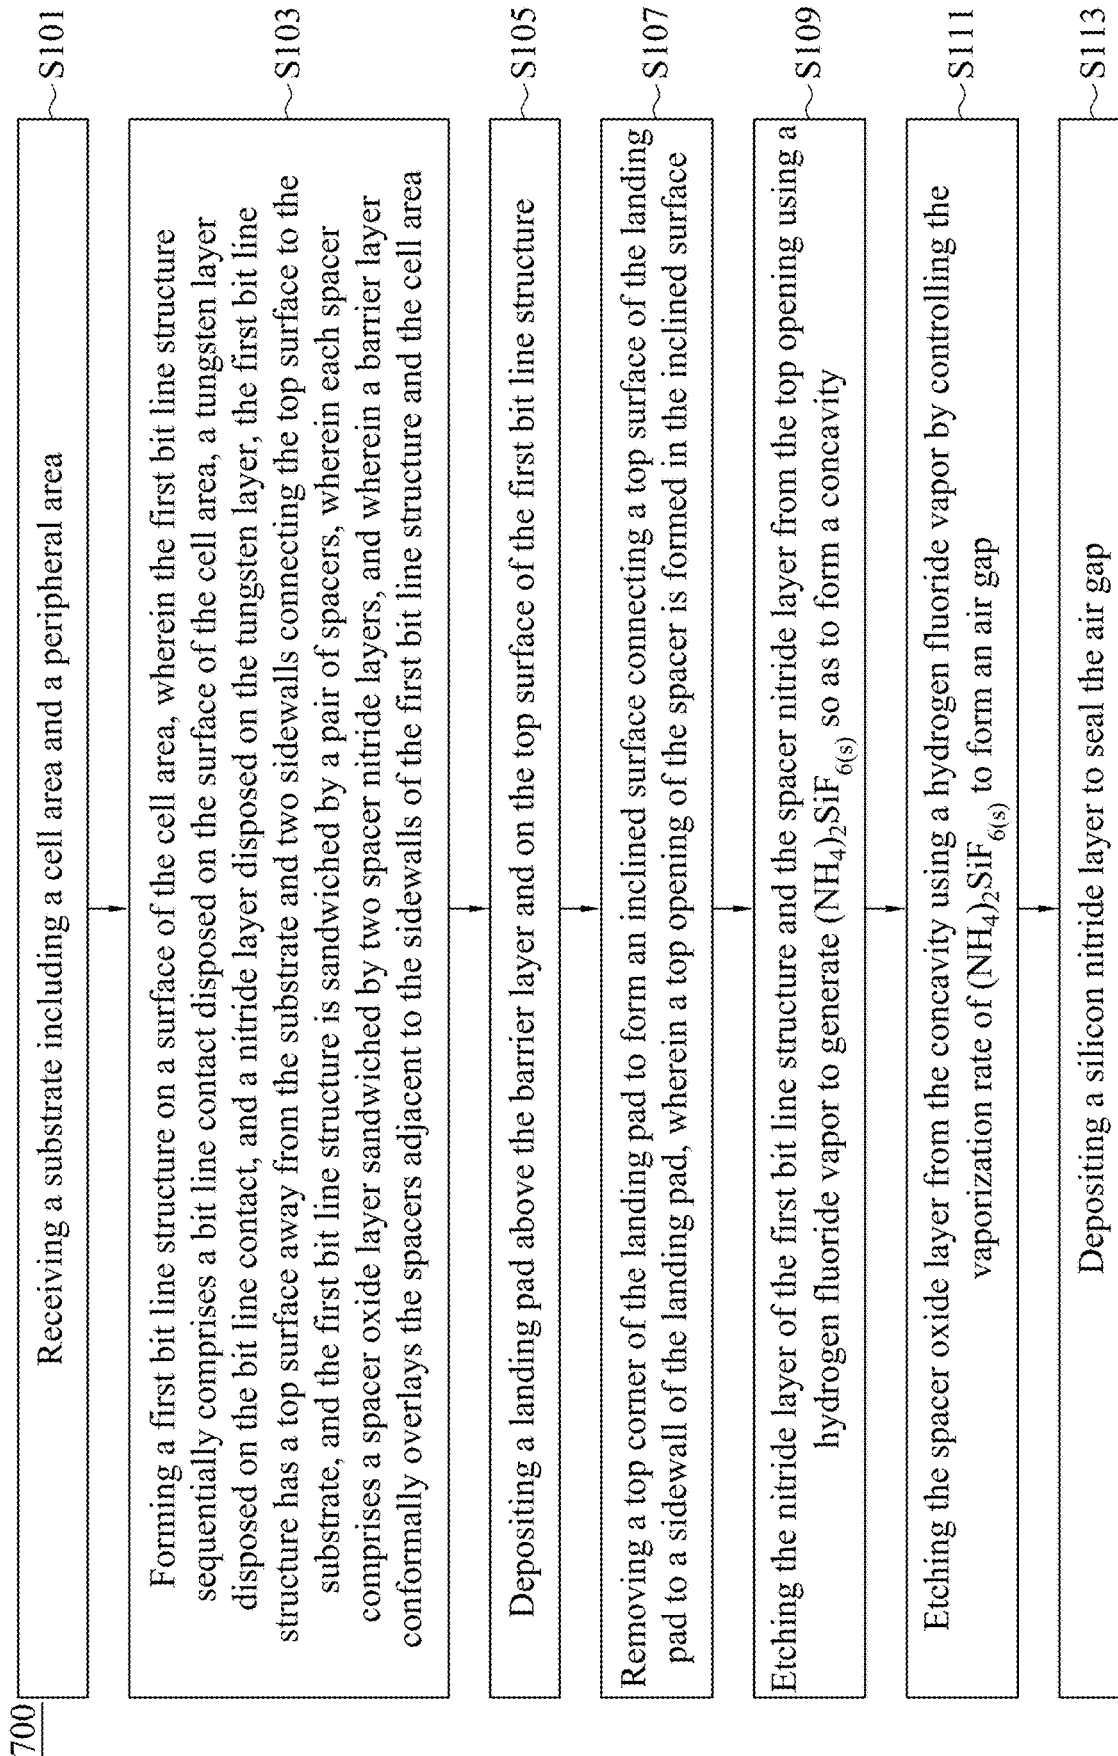 700
Receiving a substrate including a cell area and a peripheral area
S101
Forming a first bit line structure on a surface of the cell area, wherein the first bit line structure
sequentially comprises a bit line contact disposed on the surface of the cell area, a tungsten layer
disposed on the bit line contact, and a nitride layer disposed on the tungsten layer, the first bit line
structure has a top surface away from the substrate and two sidewalls connecting the top surface to the
substrate, and the first bit line structure is sandwiched by a pair of spacers, wherein each spacer
comprises a spacer oxide layer sandwiched by two spacer nitride layers, and wherein a barrier layer
conformally overlays the spacers adjacent to the sidewalls of the first bit line structure and the cell area
S103
Depositing a landing pad above the barrier layer and on the top surface of the first bit line structure
S105
Removing a top corner of the landing pad to form an inclined surface connecting a top surface of the landing
pad to a sidewall of the landing pad, wherein a top opening of the spacer is formed in the inclined surface
S107
Etching the nitride layer of the first bit line structure and the spacer nitride layer from the top opening using a
hydrogen fluoride vapor to generate (NH4)2SiF6(s) so as to form a concavity
S109
Etching the spacer oxide layer from the concavity using a hydrogen fluoride vapor by controlling the
vaporization rate of (NH4)2SiF6(s) to form an air gap
S111
Depositing a silicon nitride layer to seal the air gap
S113